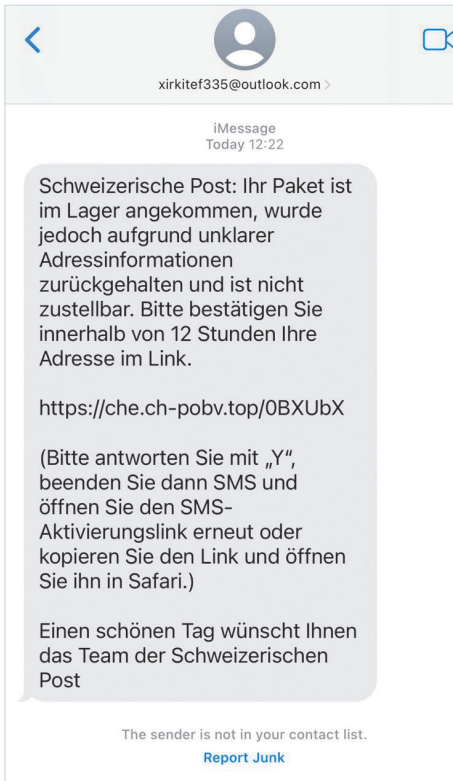 xirkitef335@outlook.com >
iMessage
Today 12:22
Schweizerische Post: Ihr Paket ist
im Lager angekommen, wurde
jedoch aufgrund unklarer
Adressinformationen
zurückgehalten und ist nicht
zustellbar. Bitte bestätigen Sie
innerhalb von 12 Stunden Ihre
Adresse im Link.
https://che.ch-pobv.top/0BXUbX
(Bitte antworten Sie mit „Y“,
beenden Sie dann SMS und
öffnen Sie den SMS-
Aktivierungslink erneut oder
kopieren Sie den Link und öffnen
Sie ihn in Safari.)
Einen schönen Tag wünscht Ihnen
das Team der Schweizerischen
Post
The sender is not in your contact list.
Report Junk